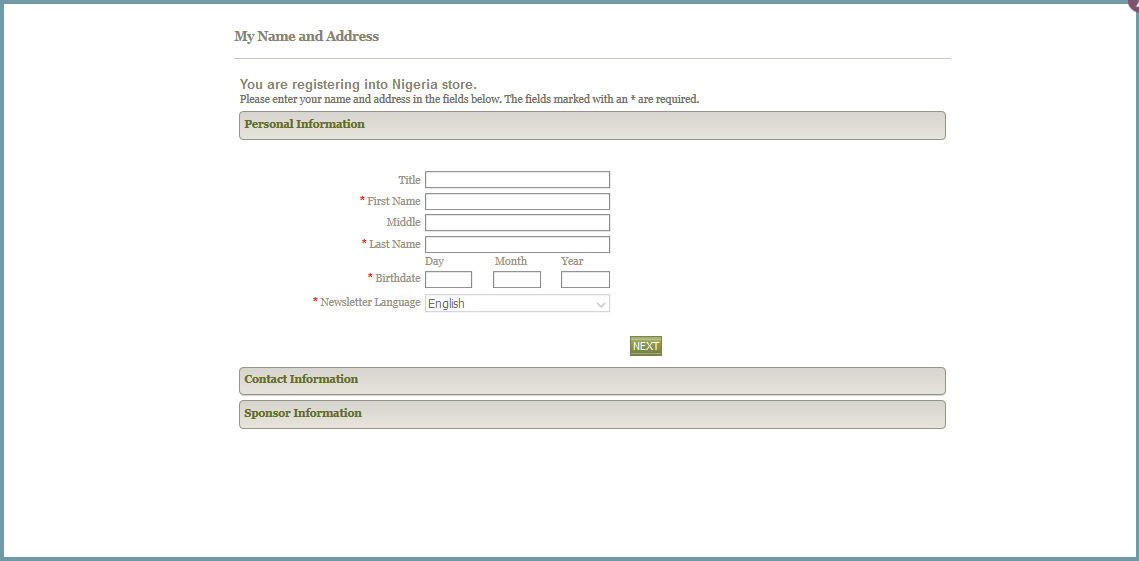 My Name and Address
You are registering into Nigeria store.
Please enter your name and address in the fields below. The fields marked with an * are required.
Personal Information
Title
* First Name
Middle
* Last Name
Day Month Year
* Birthdate
* Newsletter Language English
NEXT
Contact Information
Sponsor Information